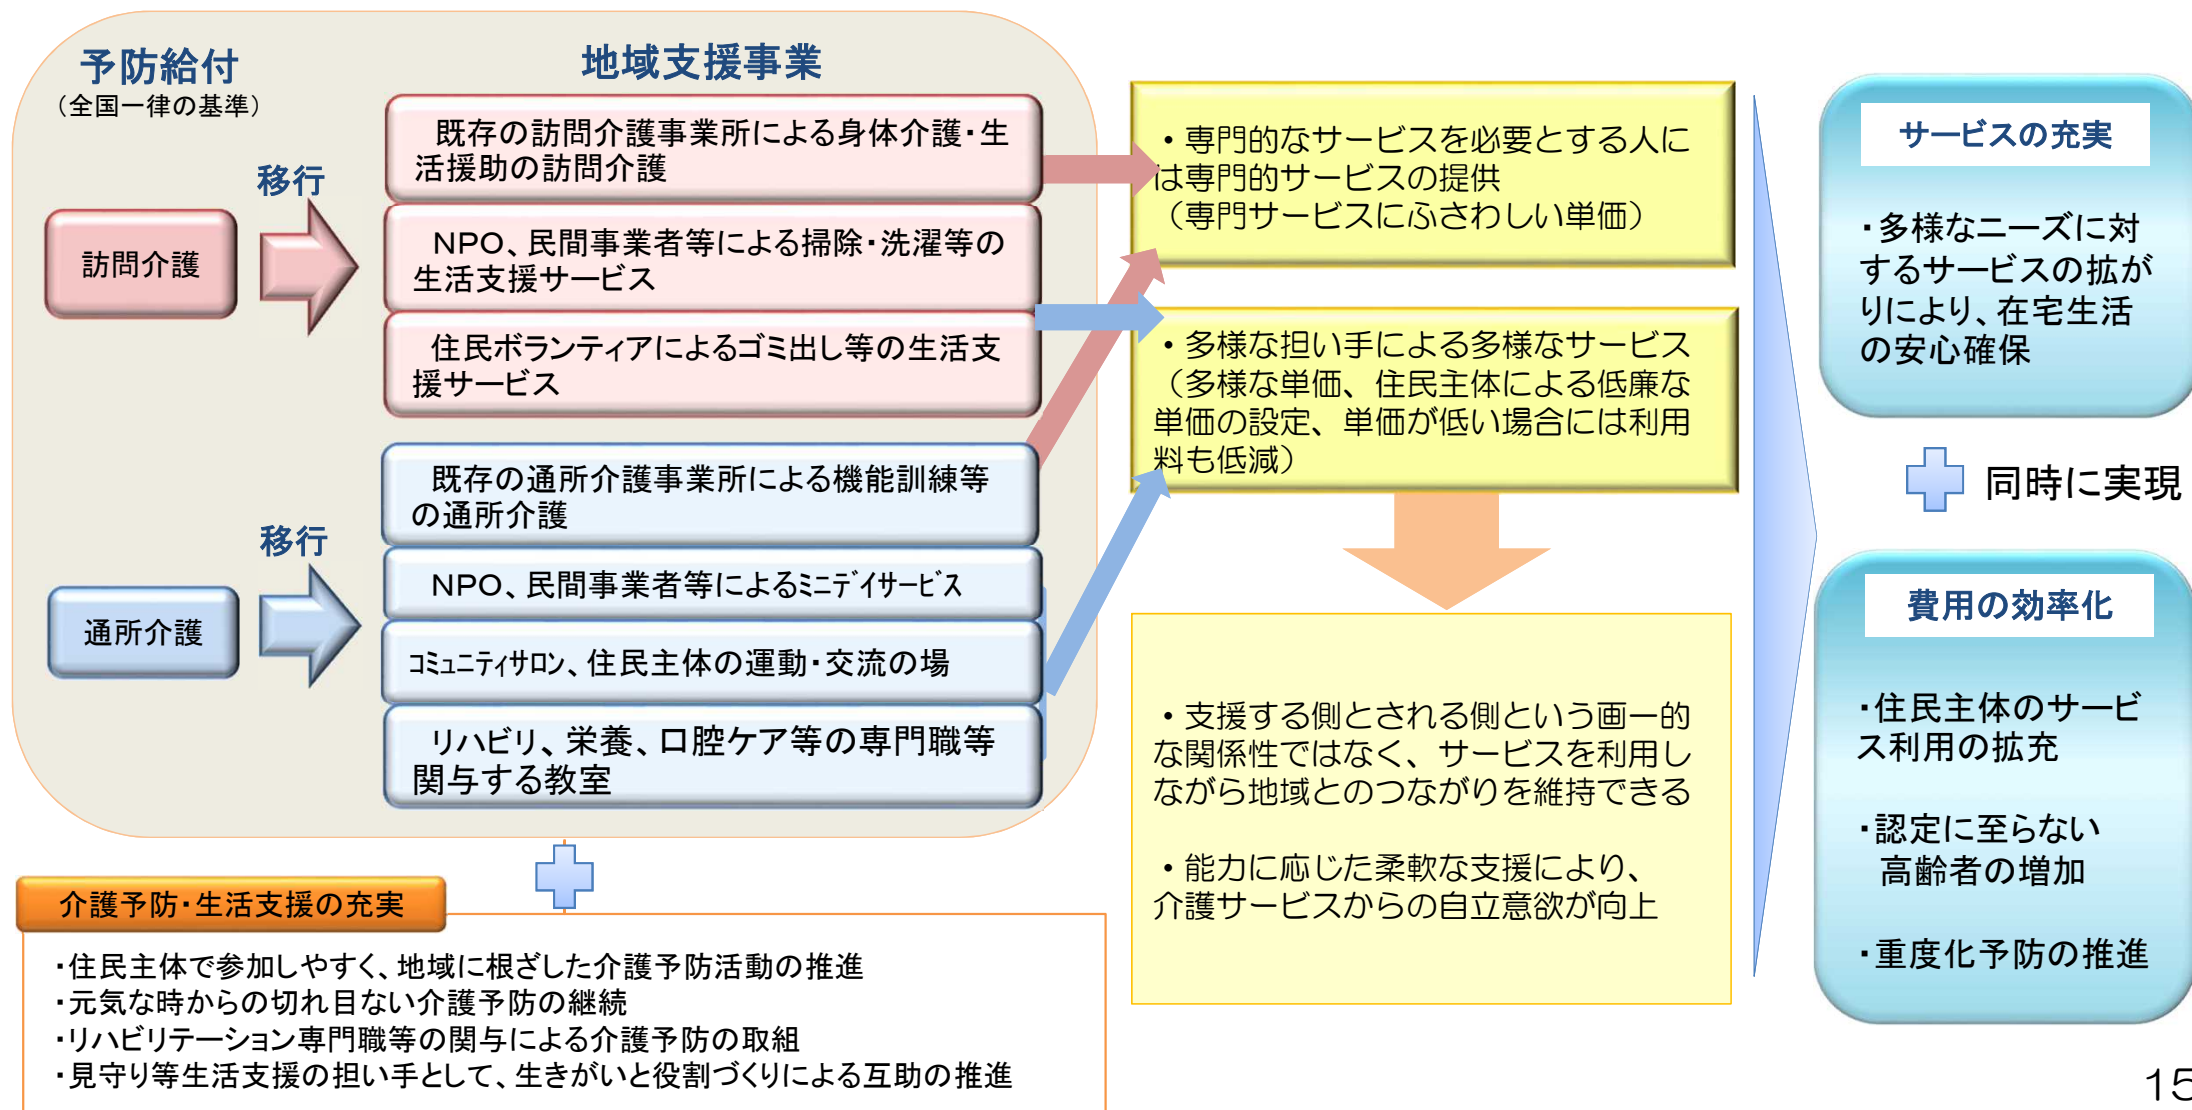 予防給付
（全国一律の基準）
地域支援事業
移行
訪問介護
既存の訪問介護事業所による身体介護・生
活援助の訪問介護
NPO、民間事業者等による掃除・洗濯等の
生活支援サービス
住民ボランティアによるゴミ出し等の生活支
援サービス
移行
通所介護
既存の通所介護事業所による機能訓練等
の通所介護
NPO、民間事業者等によるﾐﾆﾃﾞｲｻｰﾋﾞｽ
ｺﾐｭﾆﾃｨｻﾛﾝ、住民主体の運動・交流の場
リハビリ、栄養、口腔ケア等の専門職等
関与する教室
介護予防・生活支援の充実
・住民主体で参加しやすく、地域に根ざした介護予防活動の推進
・元気な時からの切れ目ない介護予防の継続
・リハビリテーション専門職等の関与による介護予防の取組
・見守り等生活支援の担い手として、生きがいと役割づくりによる互助の推進
・専門的なサービスを必要とする人に
は専門的サービスの提供
（専門サービスにふさわしい単価）
・多様な担い手による多様なサービス
（多様な単価、住民主体による低廉な
単価の設定、単価が低い場合には利用
料も低減）
・支援する側とされる側という画一的
な関係性ではなく、サービスを利用し
ながら地域とのつながりを維持できる
・能力に応じた柔軟な支援により、
介護サービスからの自立意欲が向上
サービスの充実
・多様なニーズに対
するサービスの拡が
りにより、在宅生活
の安心確保
同時に実現
費用の効率化
・住民主体のサービ
ス利用の拡充
・認定に至らない
高齢者の増加
・重度化予防の推進
15